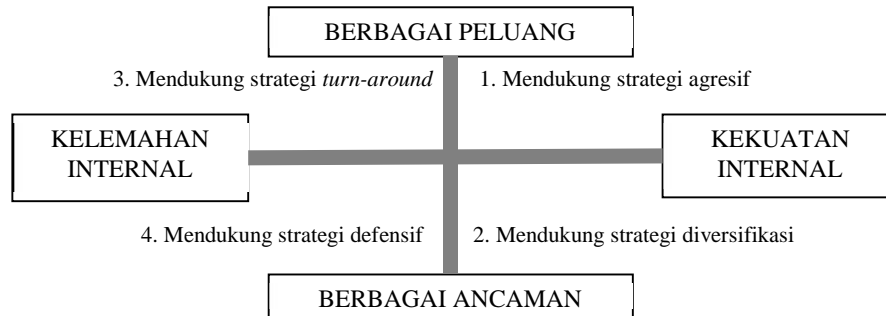 BERBAGAI PELUANG
3. Mendukung strategi turn-around
1. Mendukung strategi agresif
KELEMAHAN
INTERNAL
KEKUATAN
INTERNAL
4. Mendukung strategi defensif
2. Mendukung strategi diversifikasi
BERBAGAI ANCAMAN